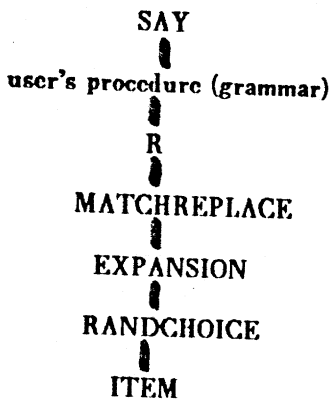 SAY
user's procedure (grammar)
R
MATCHREPLACE
EXPANSION
RANDCHOICE
ITEM